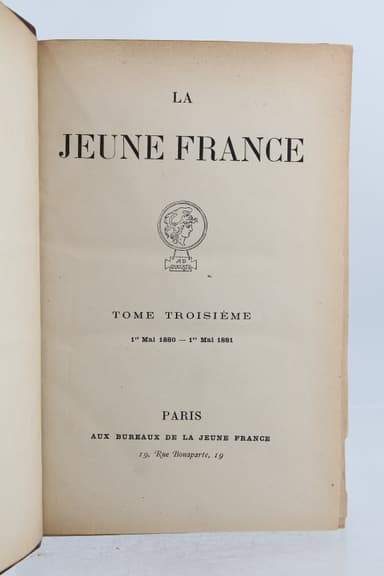 LA
JEUNE FRANCE
TOME TROISIÉME
1er Mai 1880 — 1er Mai 1881
PARIS
AUX BUREAUX DE LA JEUNE FRANCE
19, Rue Bonaparte, 19